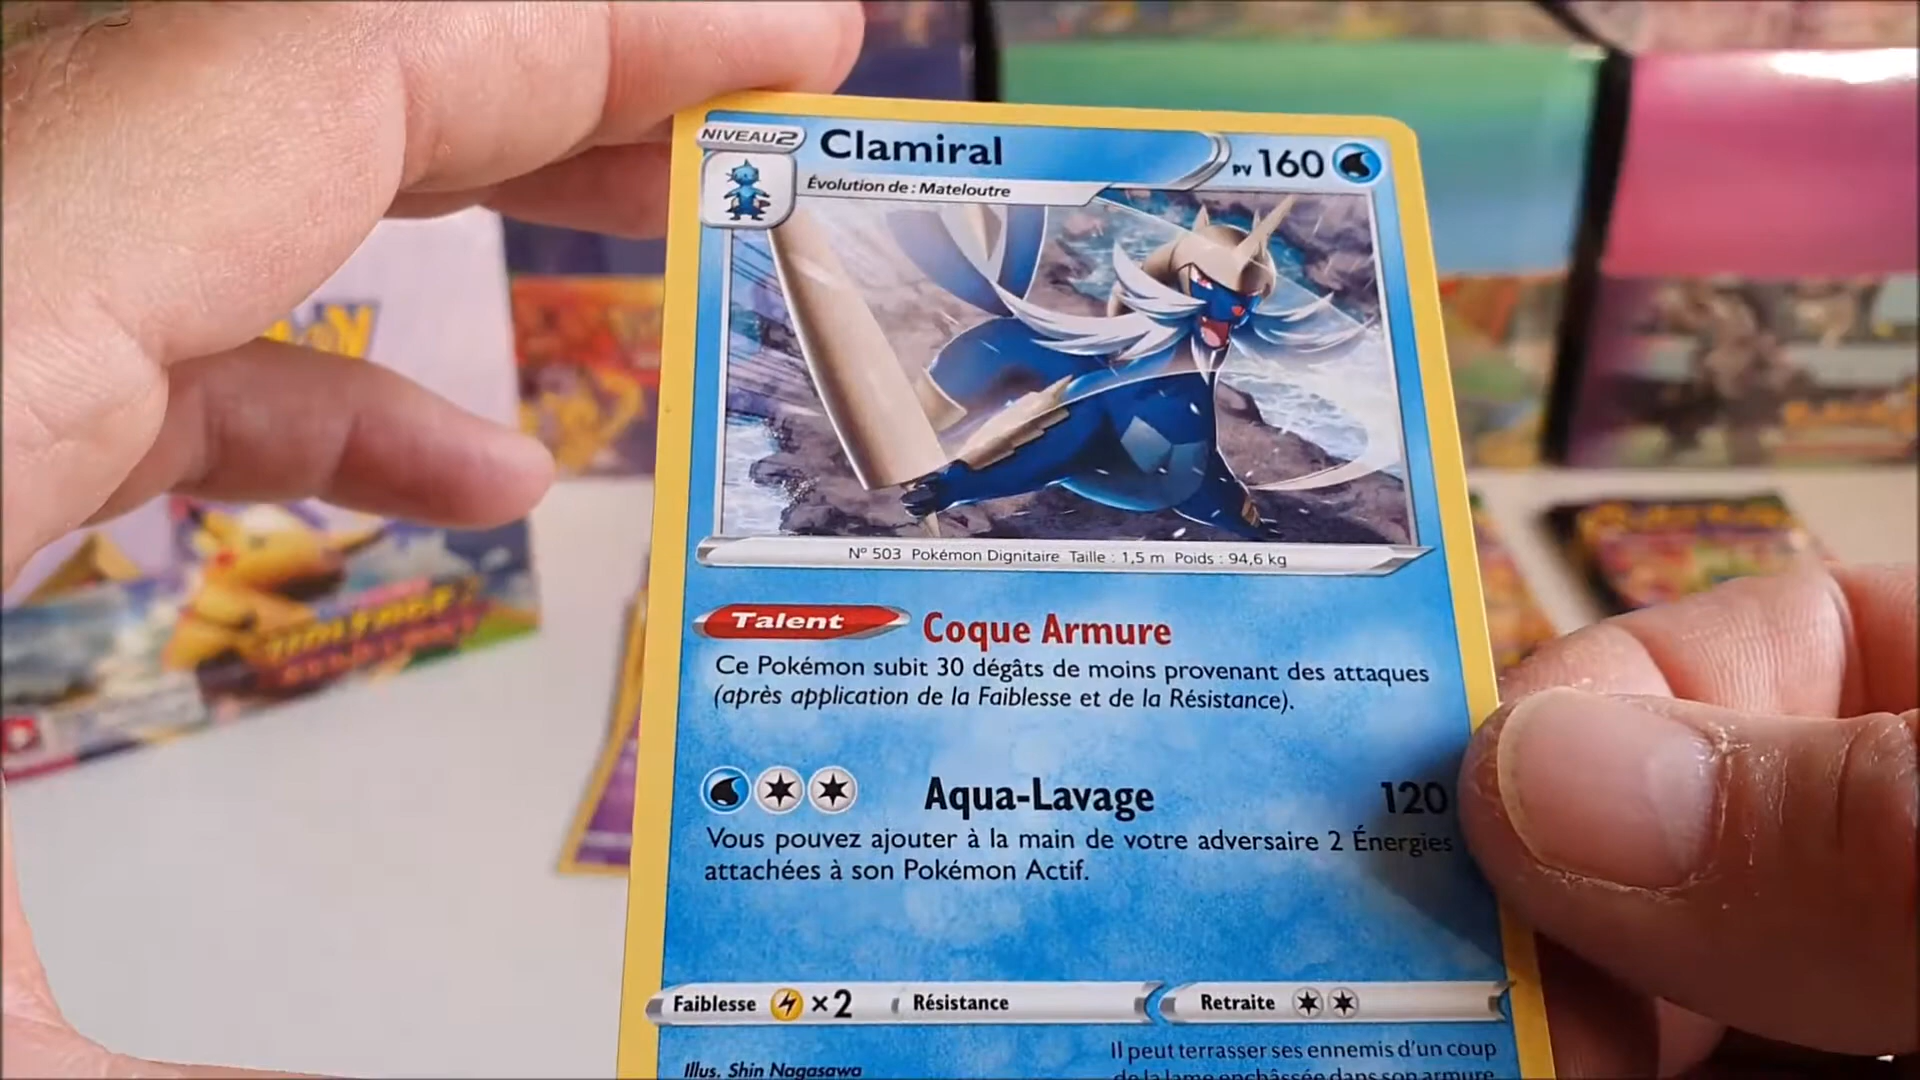 NIVEAU2
Clamiral
PV 160
Évolution de : Mateloutre
Nº 503 Pokémon Dignitaire Taille : 1,5 m Poids : 94,6 kg
Talent Coque Armure
Ce Pokémon subit 30 dégâts de moins provenant des attaques
(après application de la Faiblesse et de la Résistance).
Aqua-Lavage 120
Vous pouvez ajouter à la main de votre adversaire 2 Énergies
attachées à son Pokémon Actif.
Faiblesse ×2 Résistance Retraite
Illus. Shin Nagasawa
Il peut terrasser ses ennemis d'un coup
de la lame enchâssée dans son armure.